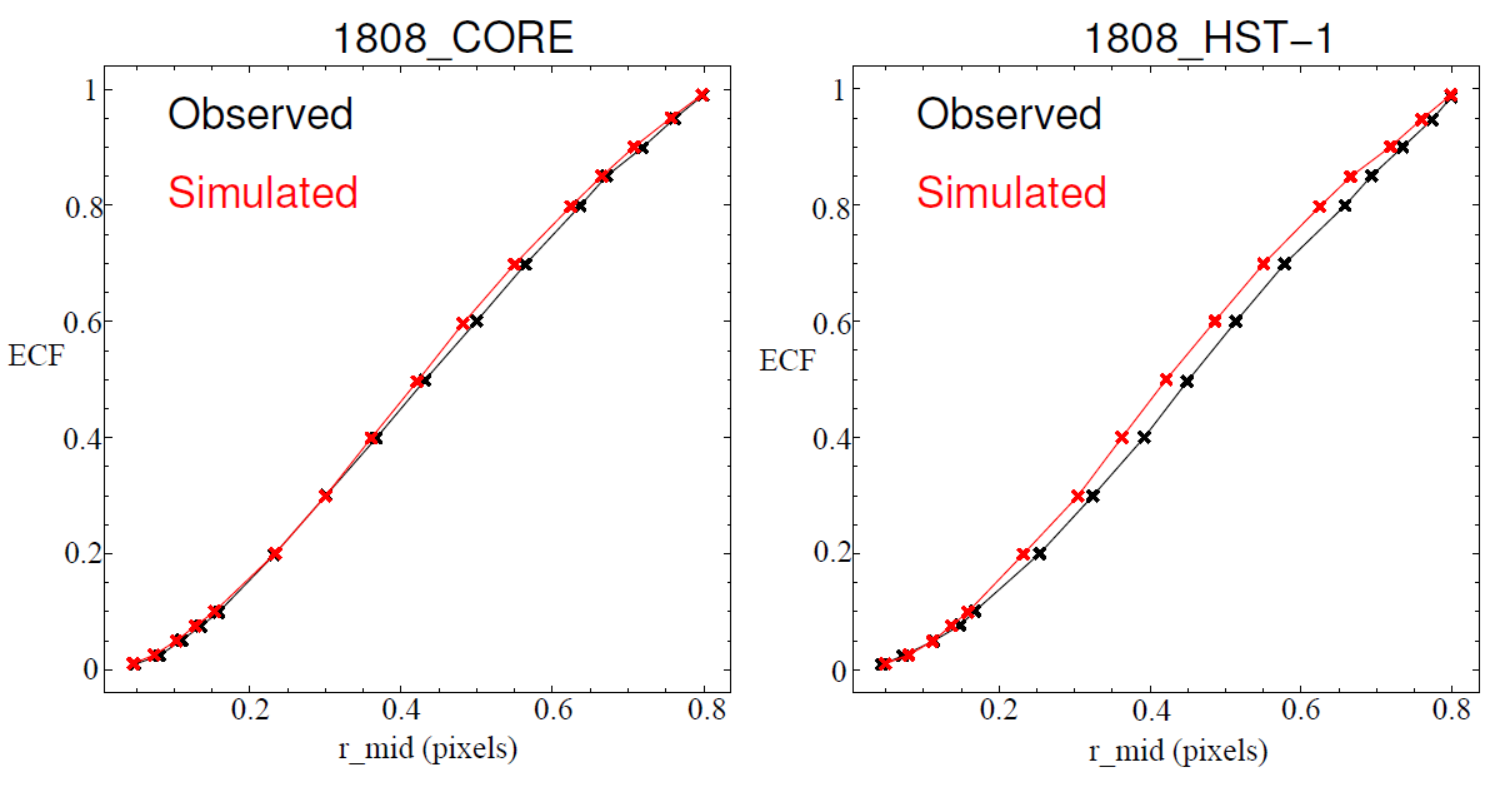 1808_CORE
1
Observed
Simulated
0.8
0.6
ECF
0.4
0.2
0
0.2 0.4 0.6 0.8
r_mid (pixels)
1808_HST−1
1
Observed
Simulated
0.8
0.6
ECF
0.4
0.2
0
0.2 0.4 0.6 0.8
r_mid (pixels)